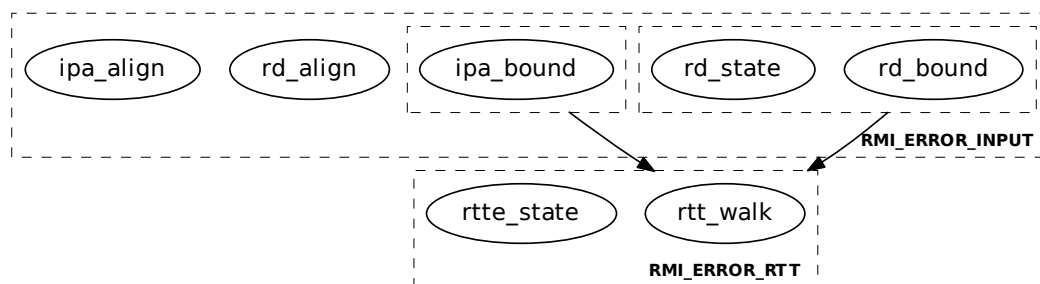 ipa_align rd_align ipa_bound rd_state rd_bound
RMI_ERROR_INPUT
rtte_state rtt_walk
RMI_ERROR_RTT